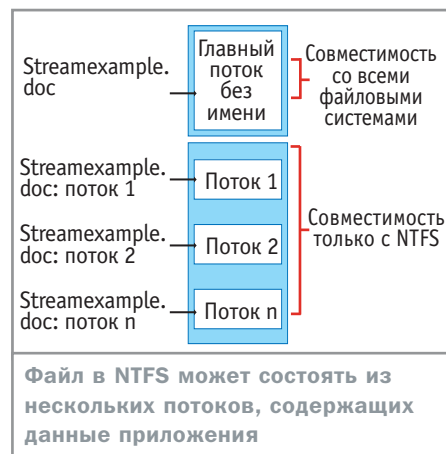 Streamexample.
doc
Главный
поток
без
имени
Совместимость
со всеми
файловыми
системами
Streamexample.
doc: поток 1
Поток 1
Streamexample.
doc: поток 2
Поток 2
Streamexample.
doc: поток n
Поток n
Совместимость
только с NTFS
Файл в NTFS может состоять из
нескольких потоков, содержащих
данные приложения